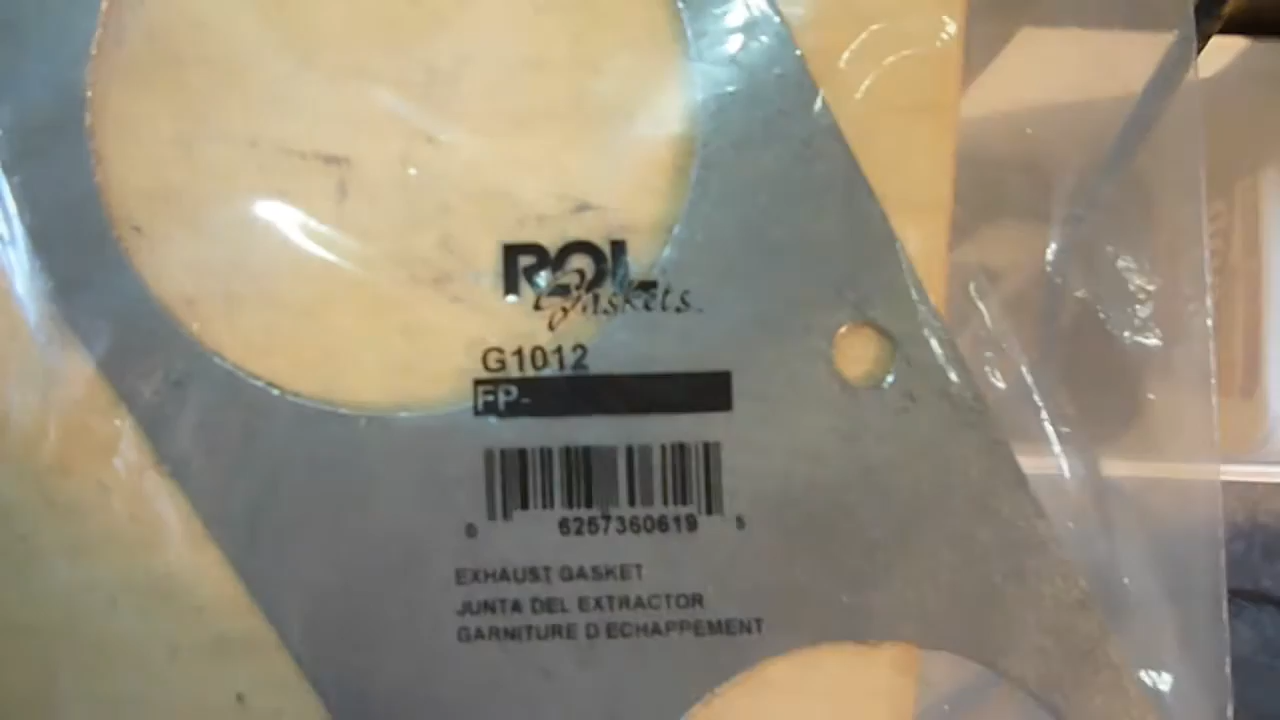 ROL
Gaskets.
G1012
FP-
0 6257360619 5
EXHAUST GASKET
JUNTA DEL EXTRACTOR
GARNITURE D ECHAPPEMENT